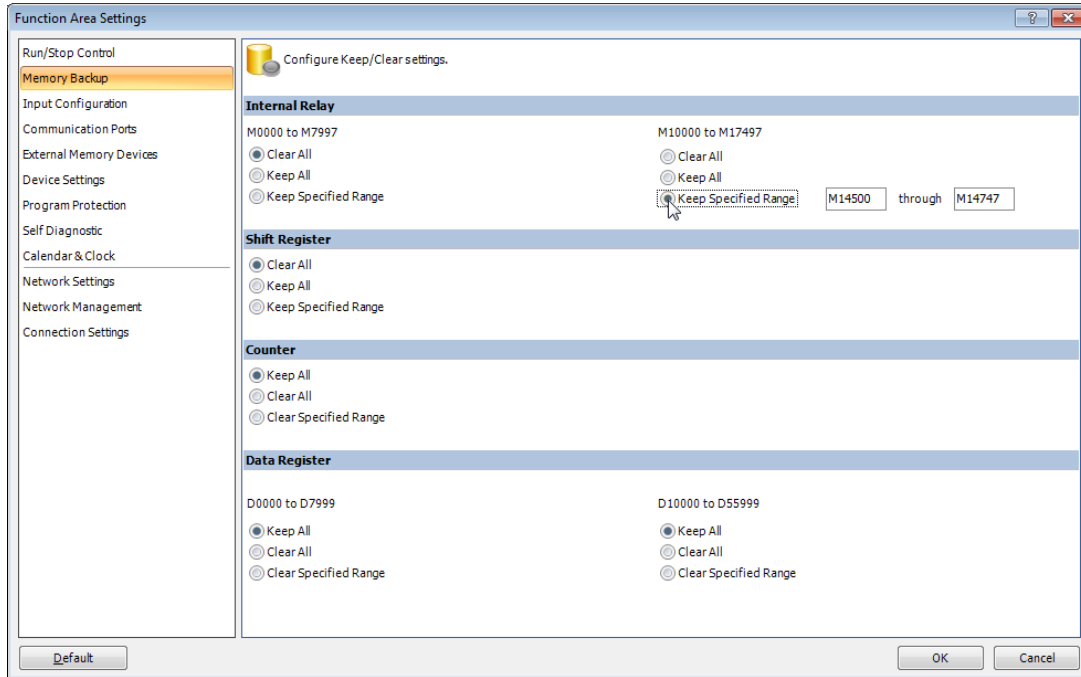 Function Area Settings
Run/Stop Control
Memory Backup
Input Configuration
Communication Ports
External Memory Devices
Device Settings
Program Protection
Self Diagnostic
Calendar & Clock
Network Settings
Network Management
Connection Settings
Configure Keep/Clear settings.
Internal Relay
M0000 to M7997
Clear All
Keep All
Keep Specified Range
M10000 to M17497
Clear All
Keep All
Keep Specified Range M14500 through M14747
Shift Register
Clear All
Keep All
Keep Specified Range
Counter
Keep All
Clear All
Clear Specified Range
Data Register
D0000 to D7999
Keep All
Clear All
Clear Specified Range
D10000 to D55999
Keep All
Clear All
Clear Specified Range
Default
OK
Cancel